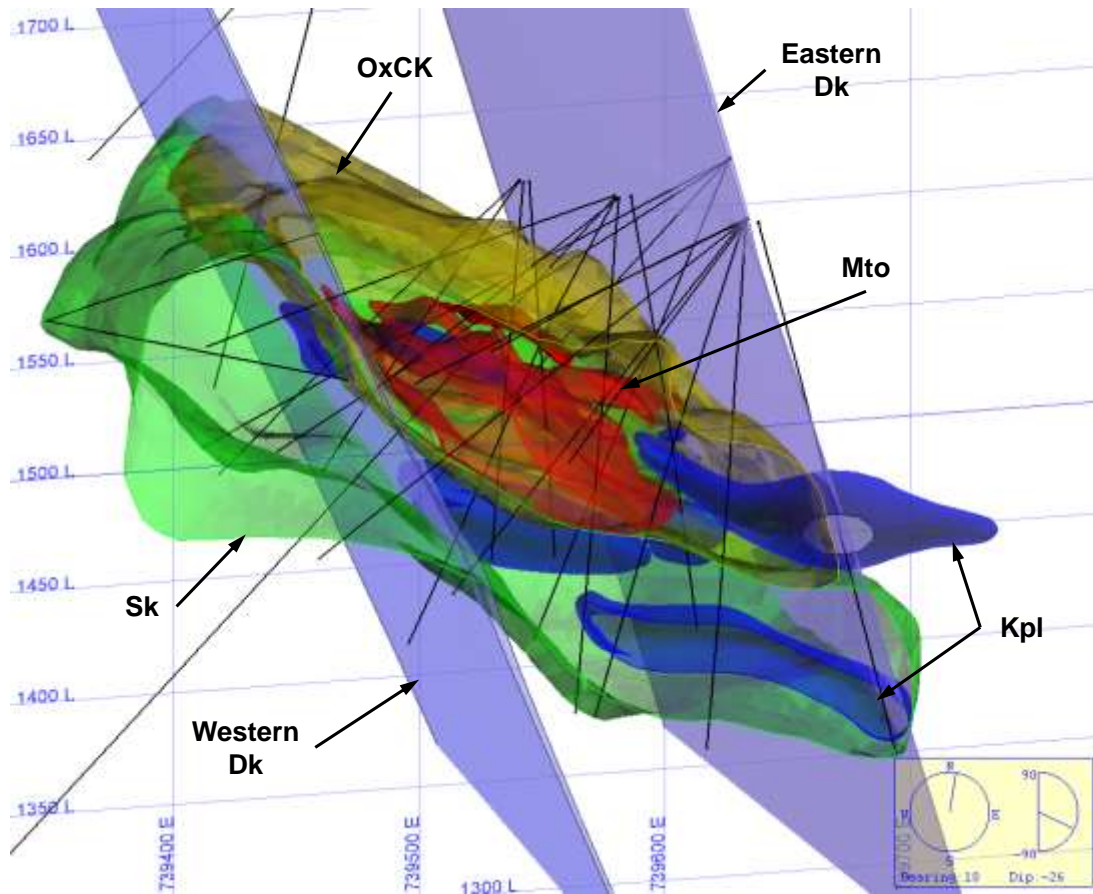 1700 L
OxCK
Eastern
Dk
1650 L
1600 L
Mto
1550 L
1500 L
1450 L
Sk
Kpl
1400 L
Western
Dk
1350 L
739400 E
739500 E
739600 E
1300 L
N
E
S
90
-90
Bearing 10
Dip -26